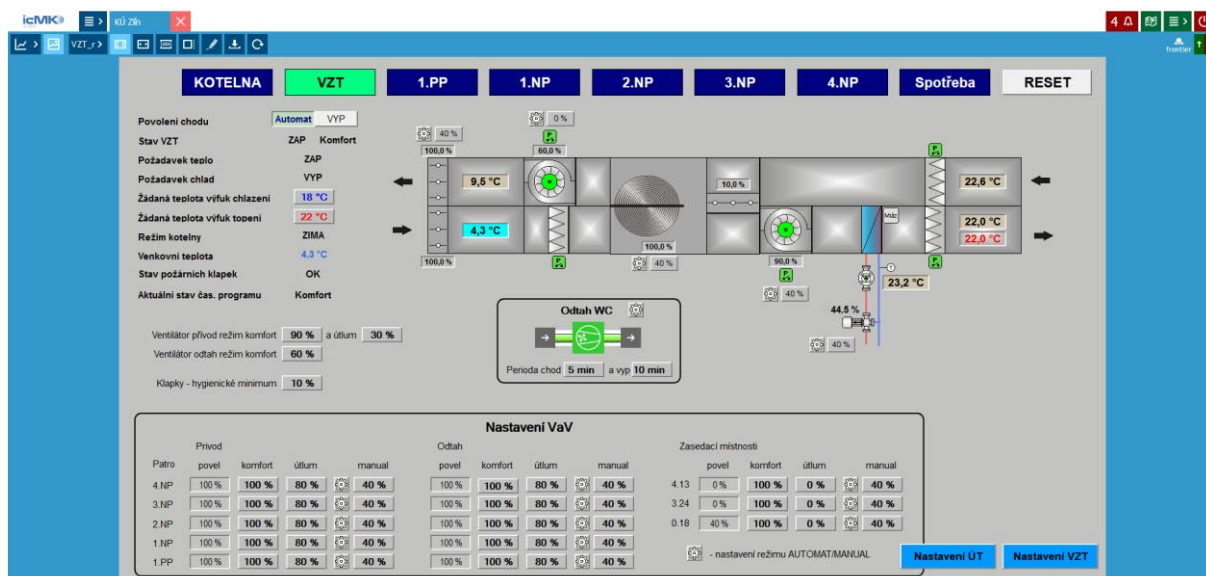 icMK
KÚ Zlín
4
VZT_r
frontier
KOTELNA VZT 1.PP 1.NP 2.NP 3.NP 4.NP Spotřeba RESET
Povolení chodu Automat VYP
Stav VZT ZAP Komfort
Požadavek teplo ZAP
Požadavek chlad VYP
Žádaná teplota výfuk chlazení 18 °C
Žádaná teplota výfuk topení 22 °C
Režim kotelny ZIMA
Venkovní teplota 4,3 °C
Stav požárních klapek OK
Aktuální stav čas. programu Komfort
0 %
40 %
P
100,0 %
60,0 %
P
9,5 °C
10,0 %
22,6 °C
4,3 °C
Mráz
22,0 °C
22,0 °C
100,0 %
100,0 %
P
40 %
90,0 %
P
P
T
23,2 °C
40 %
44,5 %
40 %
Ventilátor přívod režim komfort 90 % a útlum 30 %
Ventilátor odtah režim komfort 60 %
Klapky - hygienické minimum 10 %
Odtah WC
Perioda chod 5 min a vyp 10 min
Nastavení VaV
Privod Odtah Zasedací místnosti
Patro povel komfort útlum manual povel komfort útlum manual povel komfort útlum manual
4.NP 100 % 100 % 80 % 40 % 100 % 100 % 80 % 40 % 4.13 0 % 100 % 0 % 40 %
3.NP 100 % 100 % 80 % 40 % 100 % 100 % 80 % 40 % 3.24 0 % 100 % 0 % 40 %
2.NP 100 % 100 % 80 % 40 % 100 % 100 % 80 % 40 % 0.18 40 % 100 % 0 % 40 %
1.NP 100 % 100 % 80 % 40 % 100 % 100 % 80 % 40 %
1.PP 100 % 100 % 80 % 40 % 100 % 100 % 80 % 40 %
- nastavení režimu AUTOMAT/MANUAL
Nastavení ÚT Nastavení VZT